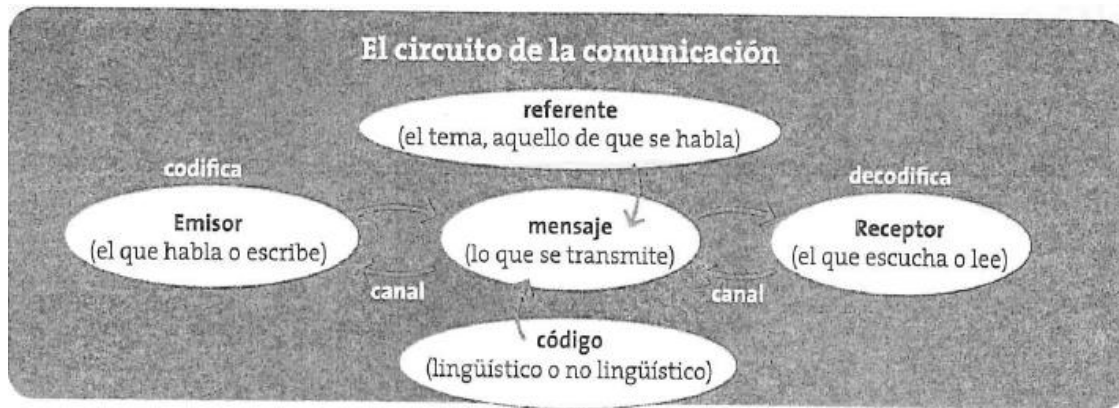 El circuito de la comunicación
referente
(el tema, aquello de que se habla)
codifica
decodifica
Emisor
(el que habla o escribe)
mensaje
(lo que se transmite)
Receptor
(el que escucha o lee)
canal
canal
código
(lingüístico o no lingüístico)